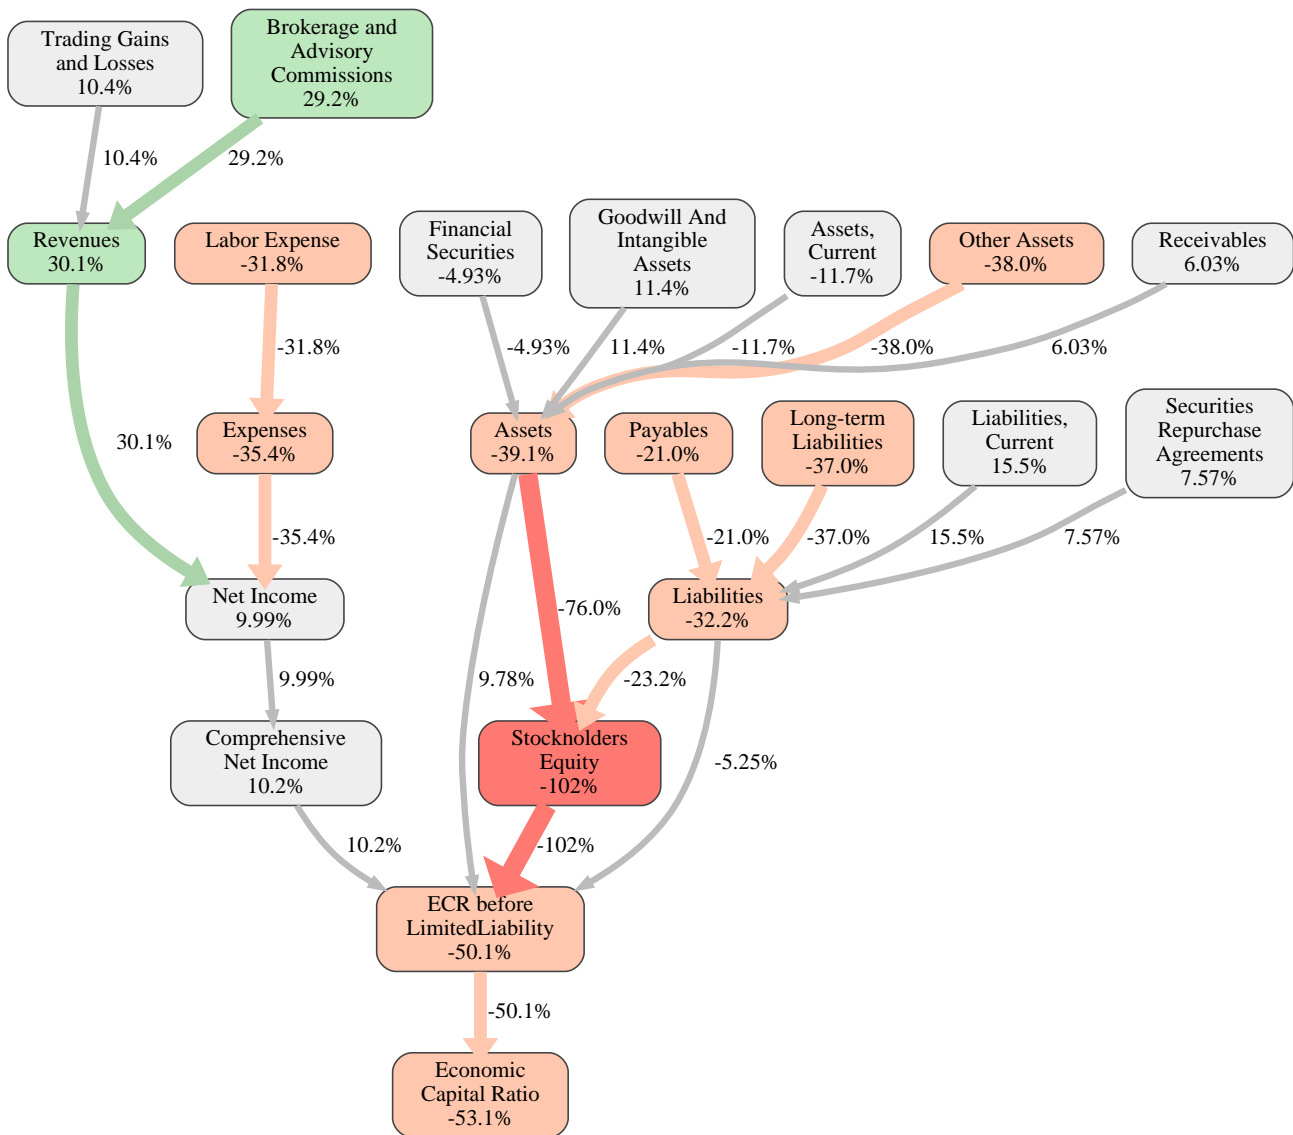 Trading Gains
and Losses
10.4%
Brokerage and
Advisory
Commissions
29.2%
10.4%
29.2%
Revenues
30.1%
Labor Expense
-31.8%
Financial
Securities
-4.93%
Goodwill And
Intangible
Assets
11.4%
Assets,
Current
-11.7%
Other Assets
-38.0%
Receivables
6.03%
-31.8%
-4.93%
11.4%
-11.7%
-38.0%
6.03%
30.1%
Expenses
-35.4%
Assets
-39.1%
Payables
-21.0%
Long-term
Liabilities
-37.0%
Liabilities,
Current
15.5%
Securities
Repurchase
Agreements
7.57%
-35.4%
-21.0%
-37.0%
15.5%
7.57%
Net Income
9.99%
-76.0%
Liabilities
-32.2%
9.99%
9.78%
-23.2%
Comprehensive
Net Income
10.2%
Stockholders
Equity
-102%
-5.25%
10.2%
-102%
ECR before
LimitedLiability
-50.1%
-50.1%
Economic
Capital Ratio
-53.1%